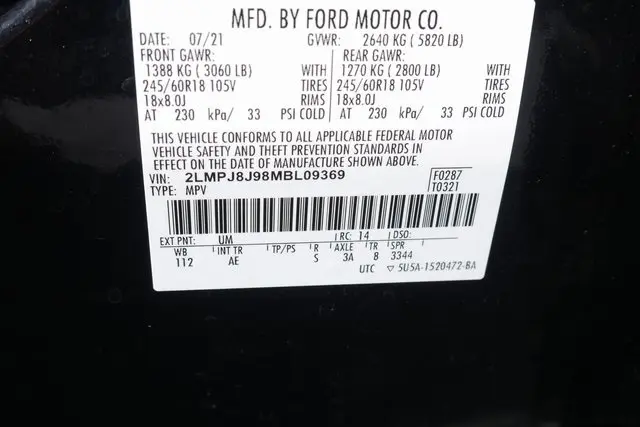 MFD. BY FORD MOTOR CO.
DATE: 07/21 GVWR: 2640 KG ( 5820 LB)
FRONT GAWR: REAR GAWR:
1388 KG ( 3060 LB) WITH 1270 KG ( 2800 LB) WITH
245/60R18 105V TIRES 245/60R18 105V TIRES
18x8.0J RIMS 18x8.0J RIMS
AT 230 kPa/ 33 PSI COLD AT 230 kPa/ 33 PSI COLD
THIS VEHICLE CONFORMS TO ALL APPLICABLE FEDERAL MOTOR
VEHICLE SAFETY AND THEFT PREVENTION STANDARDS IN
EFFECT ON THE DATE OF MANUFACTURE SHOWN ABOVE.
VIN: 2LMPJ8J98MBL09369 F0287
TYPE: MPV T0321
EXT PNT: UM RC: 14 DSO:
WB INT TR TP/PS R AXLE TR SPR
112 AE S 3A 8 3344
UTC ▽ 5U5A-1520472-BA